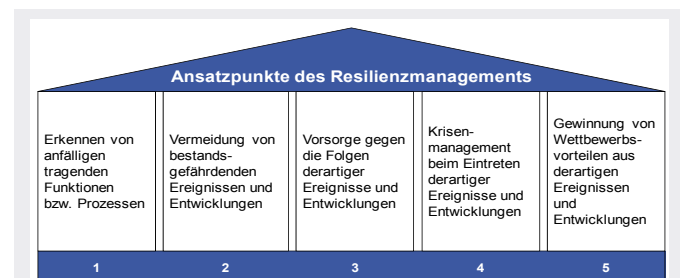 Ansatzpunkte des Resilienzmanagements
Erkennen von
anfälligen
tragenden
Funktionen
bzw. Prozessen
Vermeidung von
bestands-
gefährdenden
Ereignissen und
Entwicklungen
Vorsorge gegen
die Folgen
derartiger
Ereignisse und
Entwicklungen
Krisen-
management
beim Eintreten
derartiger
Ereignisse und
Entwicklungen
Gewinnung von
Wettbewerbs-
vorteilen aus
derartigen
Ereignissen
und
Entwicklungen
1
2
3
4
5